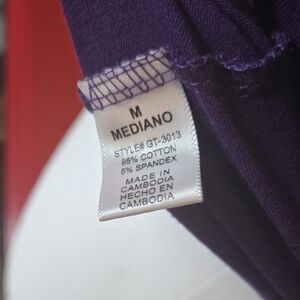 M
MEDIANO
STYLE# GT-3013
95% COTTON
5% SPANDEX
MADE IN
CAMBODIA
HECHO EN
CAMBODIA